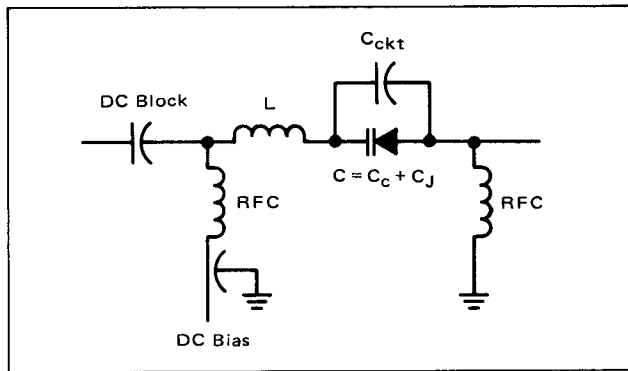 C_ckt
DC Block
L
C = C_C + C_J
RFC
RFC
DC Bias